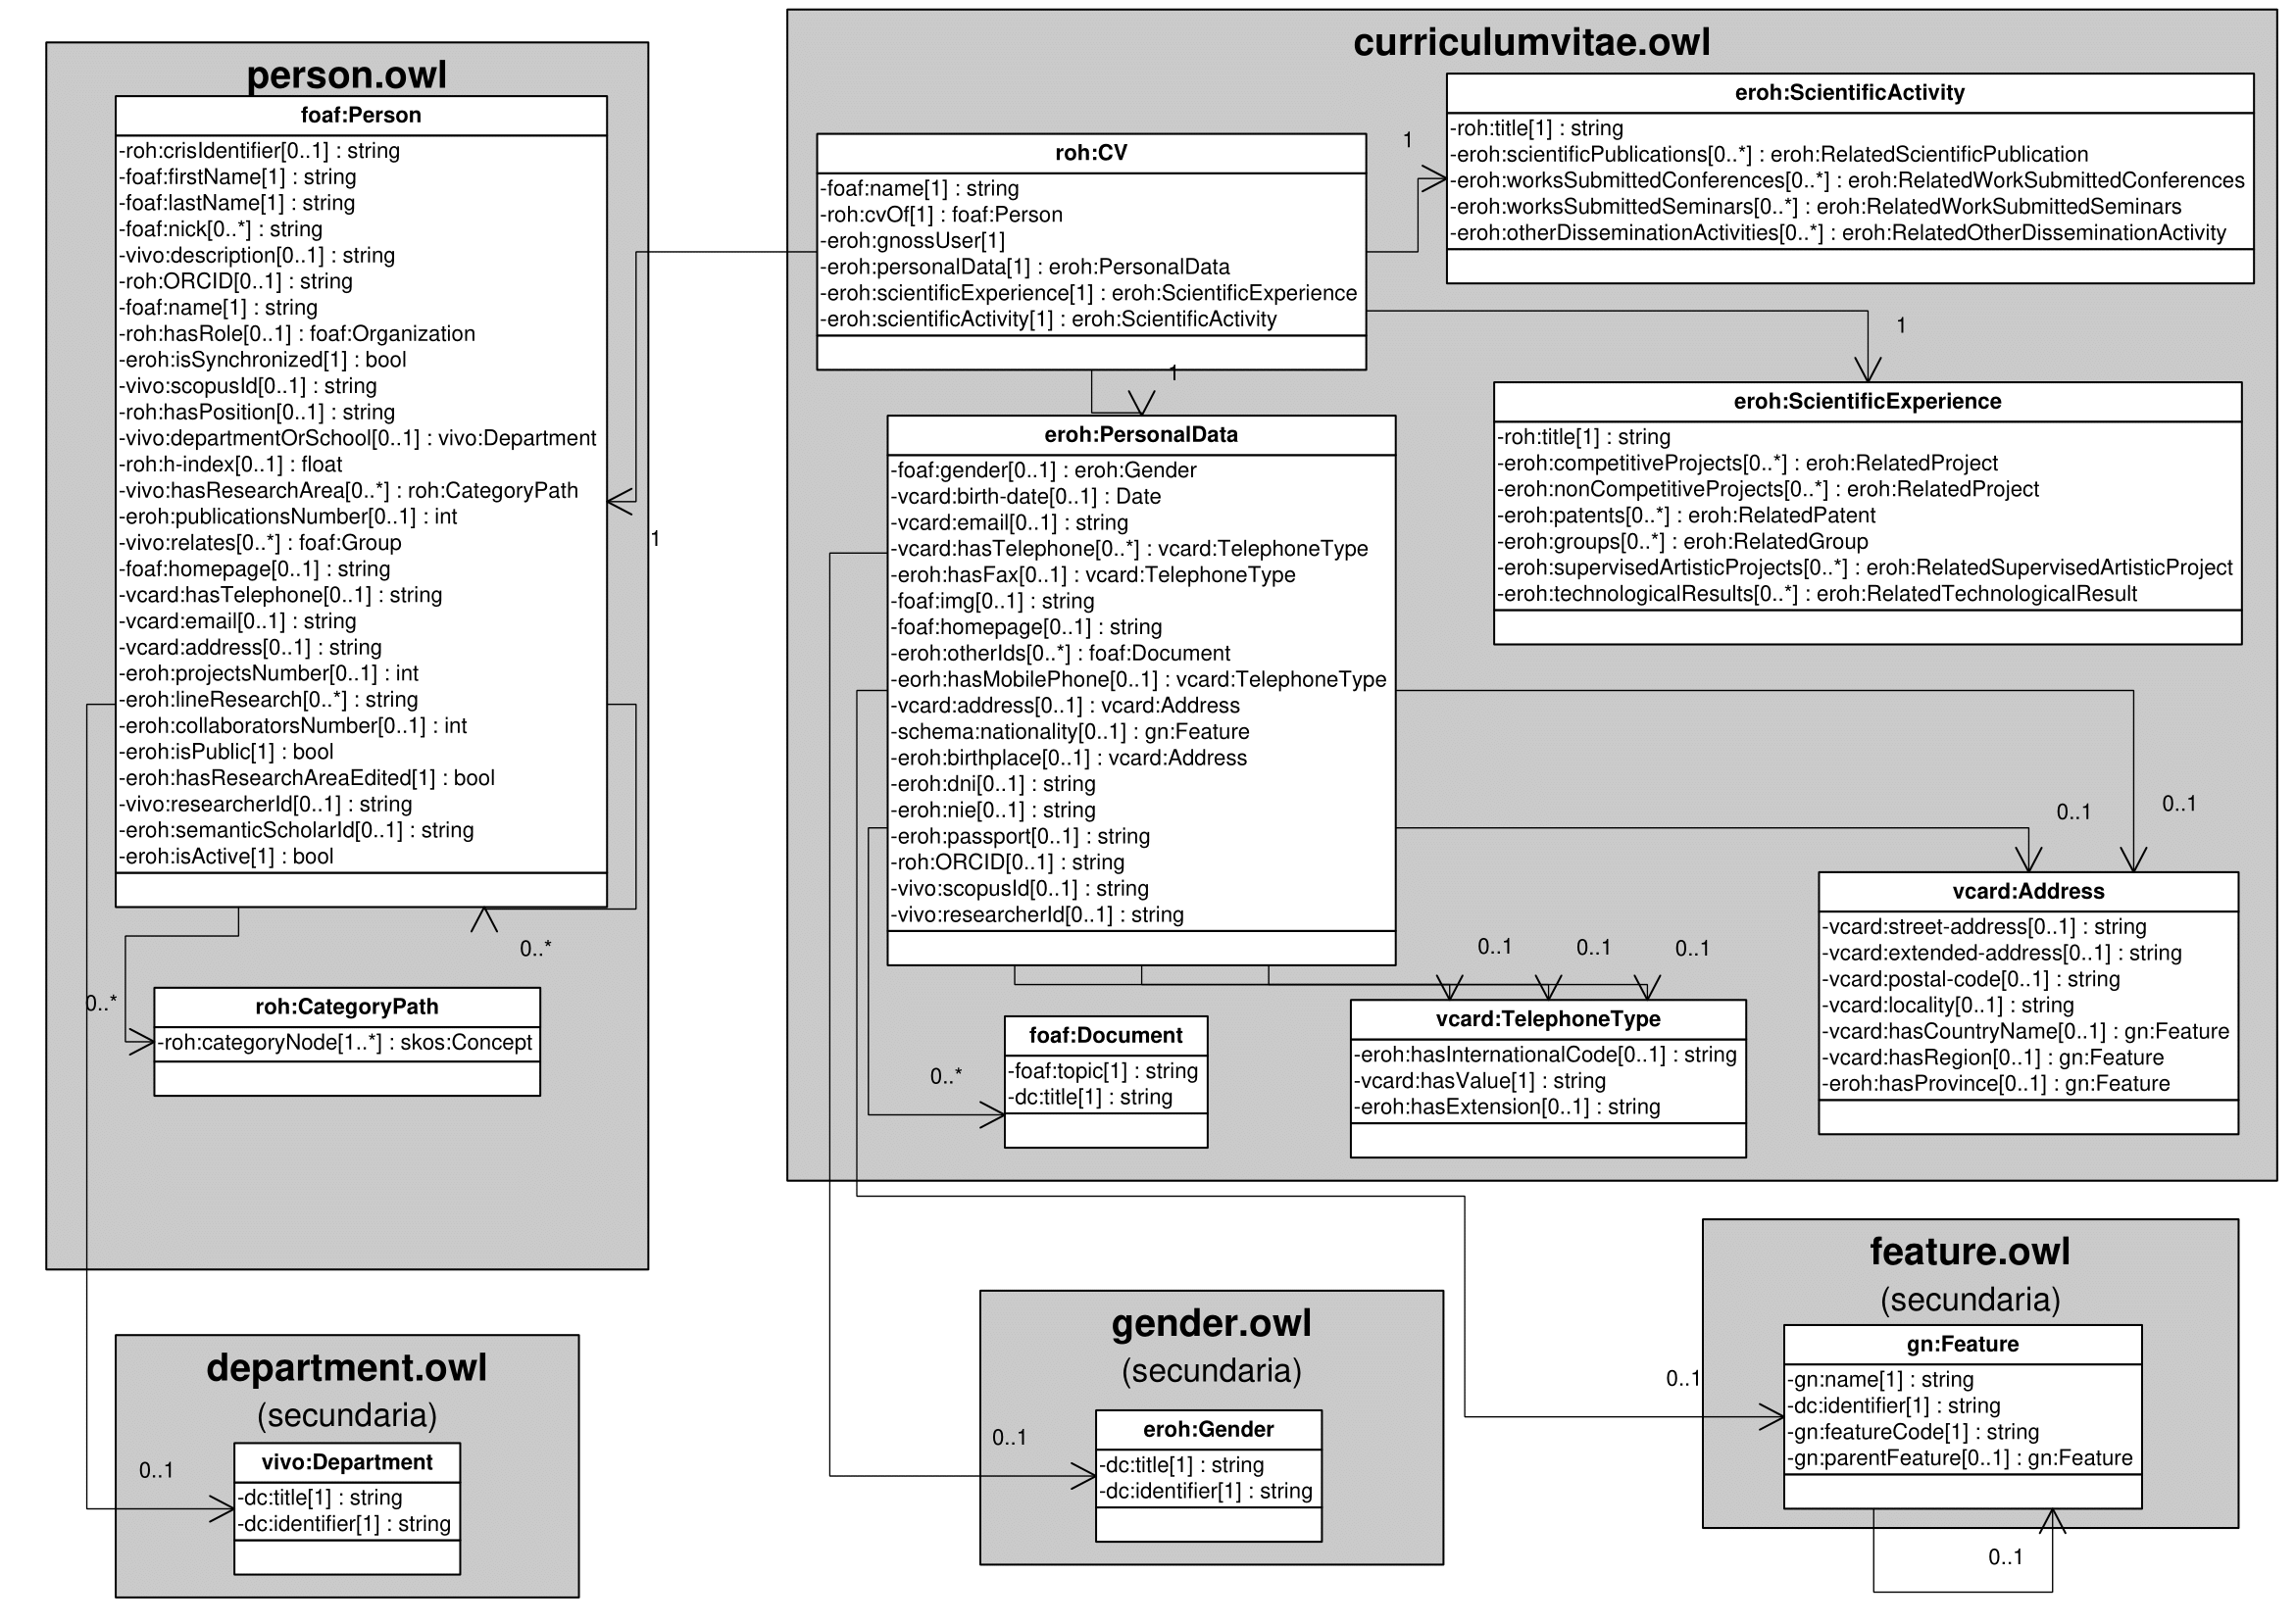 person.owl
foaf:Person
-roh:crisIdentifier[0..1] : string
-foaf:firstName[1] : string
-foaf:lastName[1] : string
-foaf:nick[0..*] : string
-vivo:description[0..1] : string
-roh:ORCID[0..1] : string
-foaf:name[1] : string
-roh:hasRole[0..1] : foaf:Organization
-eroh:isSynchronized[1] : bool
-vivo:scopusId[0..1] : string
-roh:hasPosition[0..1] : string
-vivo:departmentOrSchool[0..1] : vivo:Department
-roh:h-index[0..1] : float
-vivo:hasResearchArea[0..*] : roh:CategoryPath
-eroh:publicationsNumber[0..1] : int
-vivo:relates[0..*] : foaf:Group
-foaf:homepage[0..1] : string
-vcard:hasTelephone[0..1] : string
-vcard:email[0..1] : string
-vcard:address[0..1] : string
-eroh:projectsNumber[0..1] : int
-eroh:lineResearch[0..*] : string
-eroh:collaboratorsNumber[0..1] : int
-eroh:isPublic[1] : bool
-eroh:hasResearchAreaEdited[1] : bool
-vivo:researcherId[0..1] : string
-eroh:semanticScholarId[0..1] : string
-eroh:isActive[1] : bool
1
0..*
0..*
roh:CategoryPath
-roh:categoryNode[1..*] : skos:Concept
curriculumvitae.owl
roh:CV
-foaf:name[1] : string
-roh:cvOf[1] : foaf:Person
-eroh:gnossUser[1]
-eroh:personalData[1] : eroh:PersonalData
-eroh:scientificExperience[1] : eroh:ScientificExperience
-eroh:scientificActivity[1] : eroh:ScientificActivity
1
eroh:ScientificActivity
-roh:title[1] : string
-eroh:scientificPublications[0..*] : eroh:RelatedScientificPublication
-eroh:worksSubmittedConferences[0..*] : eroh:RelatedWorkSubmittedConferences
-eroh:worksSubmittedSeminars[0..*] : eroh:RelatedWorkSubmittedSeminars
-eroh:otherDisseminationActivities[0..*] : eroh:RelatedOtherDisseminationActivity
1
eroh:ScientificExperience
-roh:title[1] : string
-eroh:competitiveProjects[0..*] : eroh:RelatedProject
-eroh:nonCompetitiveProjects[0..*] : eroh:RelatedProject
-eroh:patents[0..*] : eroh:RelatedPatent
-eroh:groups[0..*] : eroh:RelatedGroup
-eroh:supervisedArtisticProjects[0..*] : eroh:RelatedSupervisedArtisticProject
-eroh:technologicalResults[0..*] : eroh:RelatedTechnologicalResult
1
eroh:PersonalData
-foaf:gender[0..1] : eroh:Gender
-vcard:birth-date[0..1] : Date
-vcard:email[0..1] : string
-vcard:hasTelephone[0..*] : vcard:TelephoneType
-eroh:hasFax[0..1] : vcard:TelephoneType
-foaf:img[0..1] : string
-foaf:homepage[0..1] : string
-eroh:otherIds[0..*] : foaf:Document
-eorh:hasMobilePhone[0..1] : vcard:TelephoneType
-vcard:address[0..1] : vcard:Address
-schema:nationality[0..1] : gn:Feature
-eroh:birthplace[0..1] : vcard:Address
-eroh:dni[0..1] : string
-eroh:nie[0..1] : string
-eroh:passport[0..1] : string
-roh:ORCID[0..1] : string
-vivo:scopusId[0..1] : string
-vivo:researcherId[0..1] : string
0..1
0..1
vcard:Address
-vcard:street-address[0..1] : string
-vcard:extended-address[0..1] : string
-vcard:postal-code[0..1] : string
-vcard:locality[0..1] : string
-vcard:hasCountryName[0..1] : gn:Feature
-vcard:hasRegion[0..1] : gn:Feature
-eroh:hasProvince[0..1] : gn:Feature
0..1
0..1
0..1
vcard:TelephoneType
-eroh:hasInternationalCode[0..1] : string
-vcard:hasValue[1] : string
-eroh:hasExtension[0..1] : string
0..*
foaf:Document
-foaf:topic[1] : string
-dc:title[1] : string
department.owl
(secundaria)
0..1
vivo:Department
-dc:title[1] : string
-dc:identifier[1] : string
gender.owl
(secundaria)
0..1
eroh:Gender
-dc:title[1] : string
-dc:identifier[1] : string
feature.owl
(secundaria)
0..1
gn:Feature
-gn:name[1] : string
-dc:identifier[1] : string
-gn:featureCode[1] : string
-gn:parentFeature[0..1] : gn:Feature
0..1